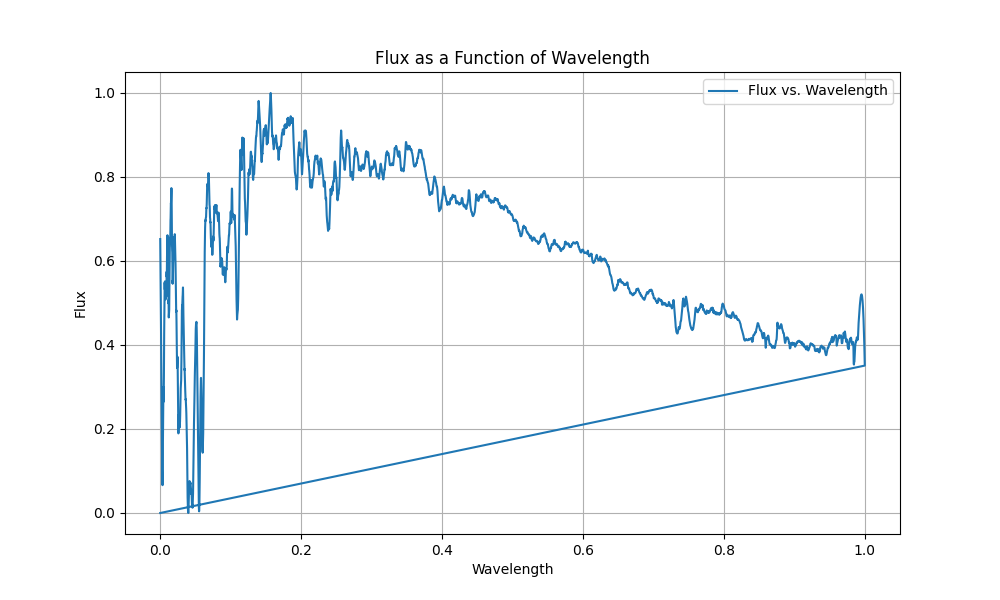 Flux as a Function of Wavelength
Flux vs. Wavelength
1.0
0.8
0.6
0.4
0.2
0.0
Flux
0.0 0.2 0.4 0.6 0.8 1.0
Wavelength